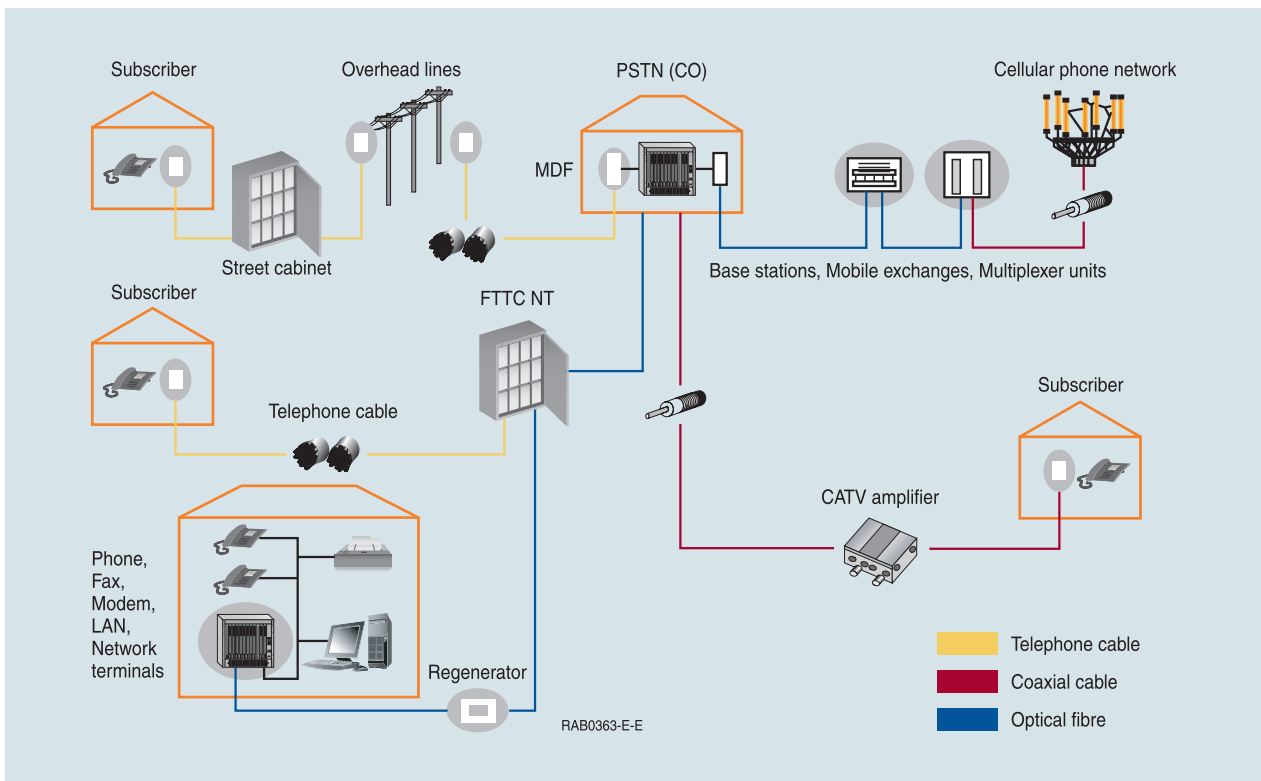 Subscriber
Overhead lines
PSTN (CO)
Cellular phone network
MDF
Street cabinet
Base stations, Mobile exchanges, Multiplexer units
Subscriber
FTTC NT
Telephone cable
Subscriber
CATV amplifier
Phone,
Fax,
Modem,
LAN,
Network
terminals
Regenerator
RAB0363-E-E
Telephone cable
Coaxial cable
Optical fibre